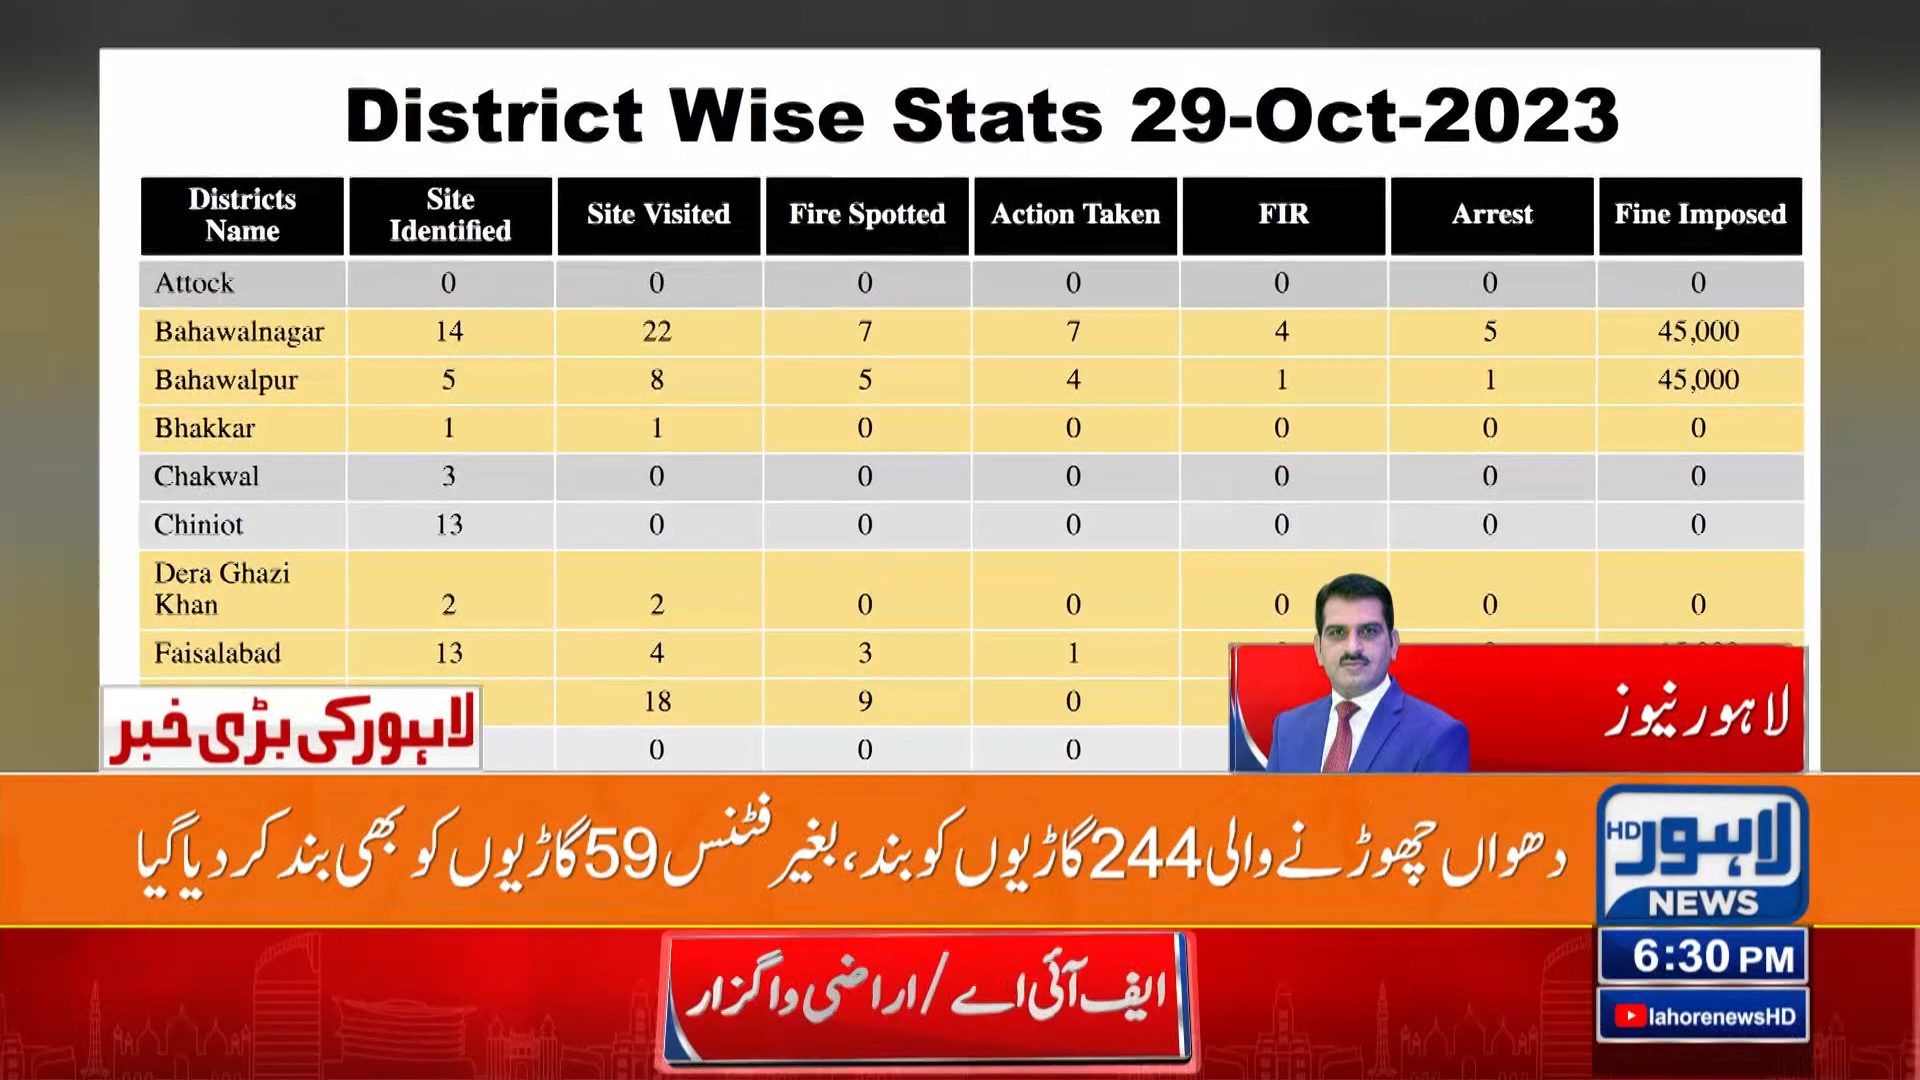 District Wise Stats 29-Oct-2023
Districts Name Site Identified Site Visited Fire Spotted Action Taken FIR Arrest Fine Imposed
Attock 0 0 0 0 0 0 0
Bahawalnagar 14 22 7 7 4 5 45,000
Bahawalpur 5 8 5 4 1 1 45,000
Bhakkar 1 1 0 0 0 0 0
Chakwal 3 0 0 0 0 0 0
Chiniot 13 0 0 0 0 0 0
Dera Ghazi Khan 2 2 0 0 0 0 0
Faisalabad 13 4 3 1
18 9 0
0 0 0
لاہور نیوز
لاہور کی بڑی خبر
دھواں چھوڑنے والی 244 گاڑیوں کو بند، بغیر فٹنس 59 گاڑیوں کو بھی بند کر دیا گیا
لاہور HD
NEWS
6:30 PM
lahorenewsHD
ایف آئی اے / اراضی واگزار